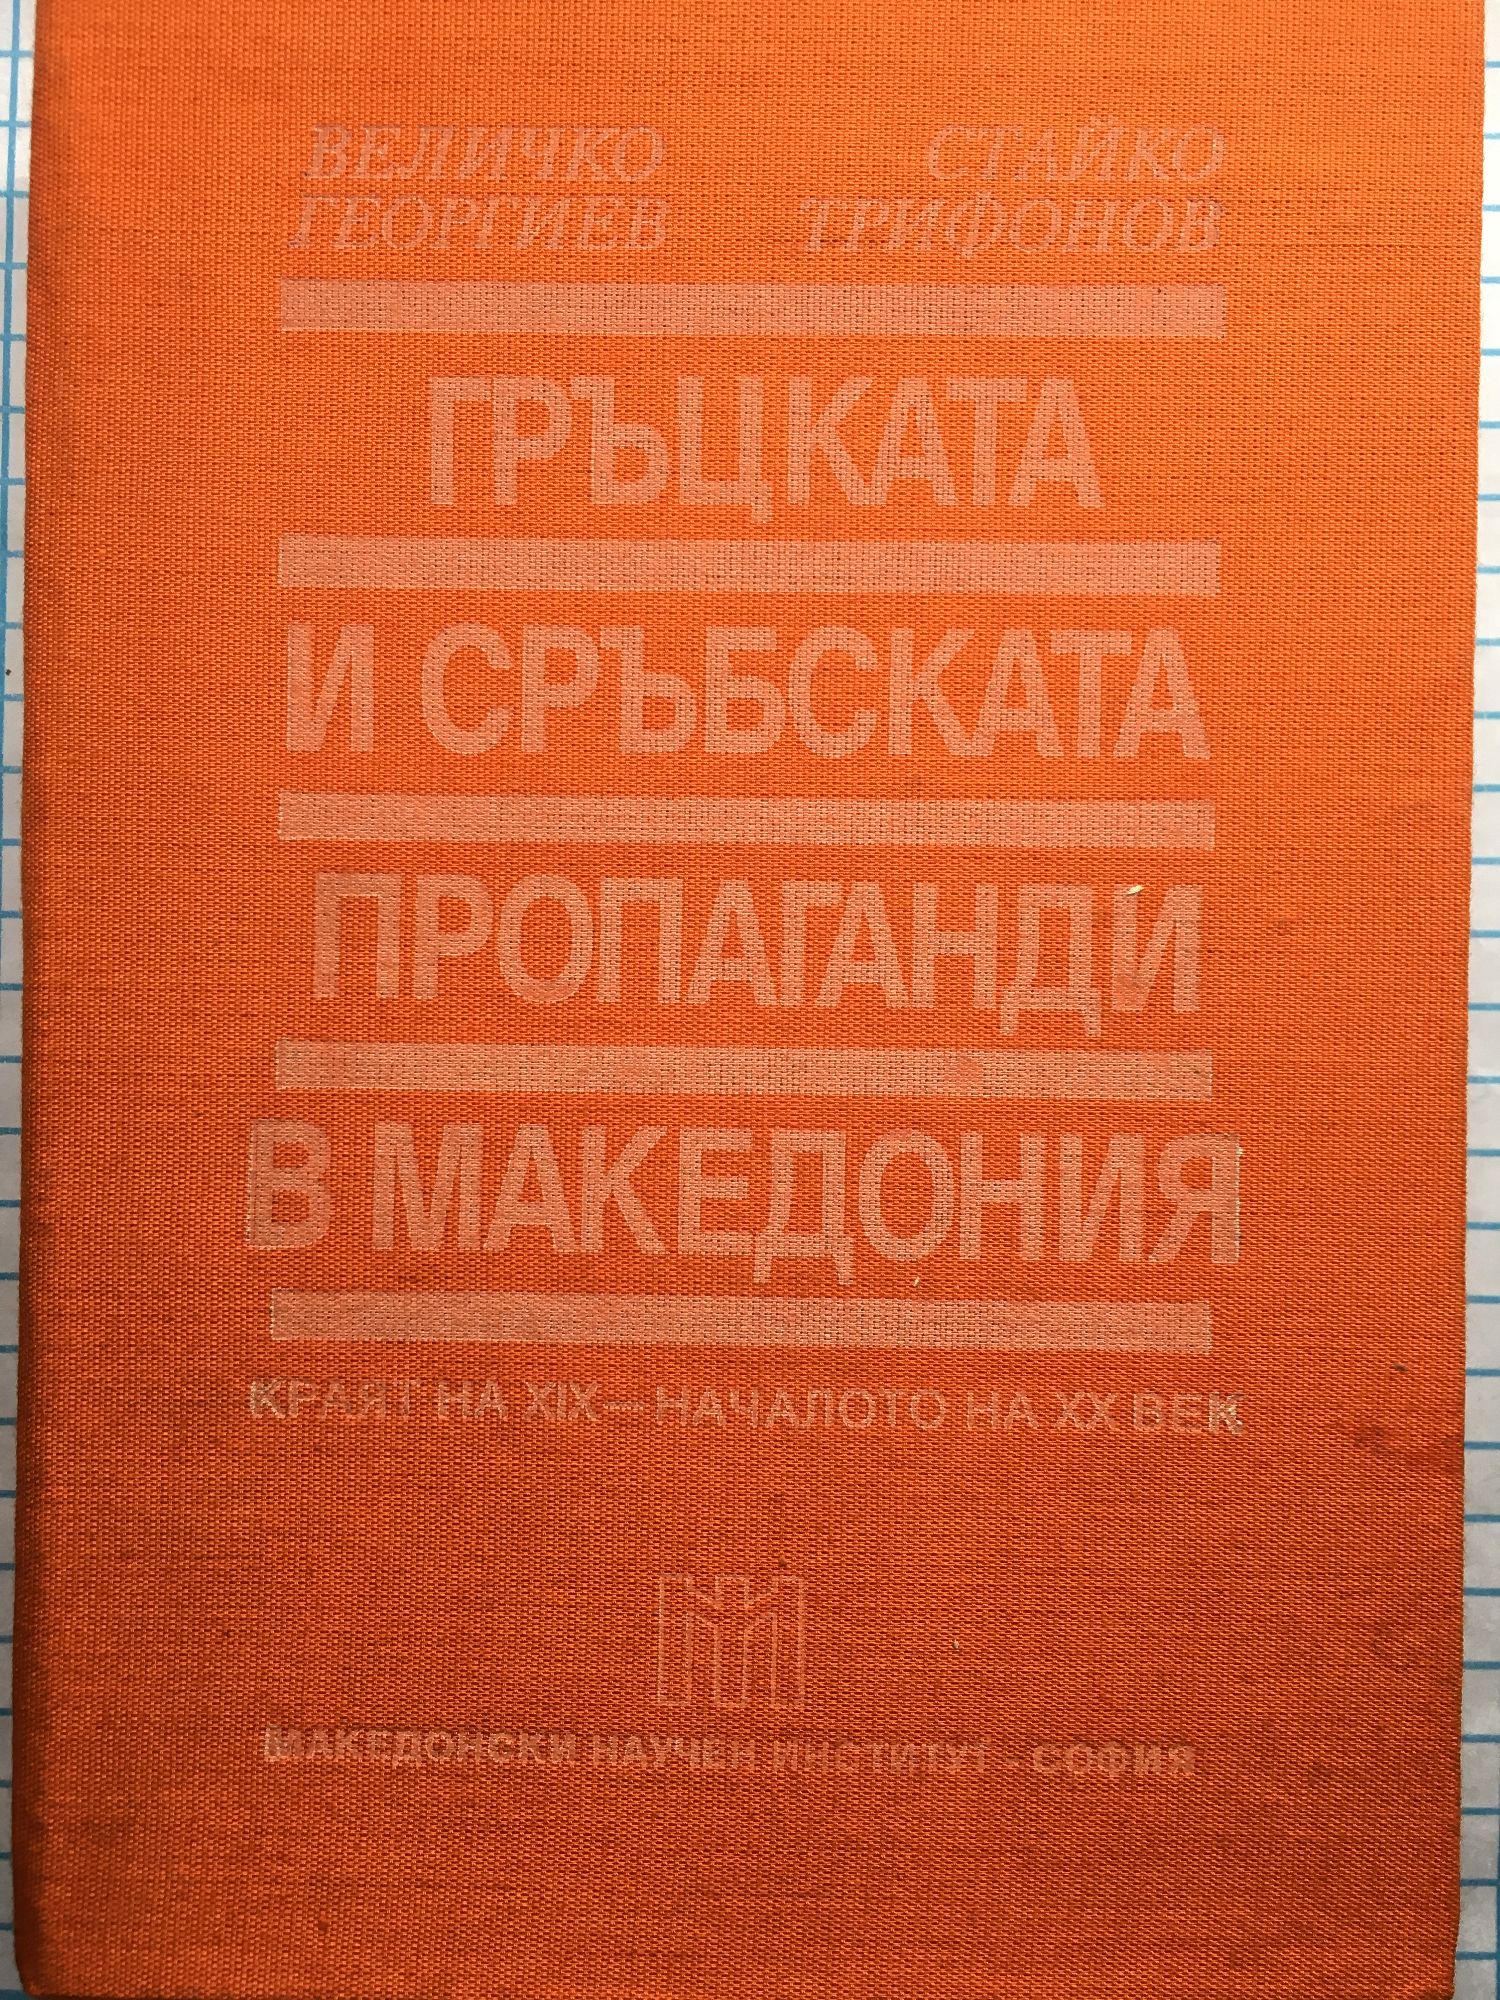 ВЕЛИЧКО ГЕОРГИЕВ
СТАЙКО ТРИФОНОВ
ГРЪЦКАТА
И СРЪБСКАТА
ПРОПАГАНДИ
В МАКЕДОНИЯ
КРАЯТ НА XIX—НАЧАЛОТО НА XX ВЕК
МАКЕДОНСКИ НАУЧЕН ИНСТИТУТ - СОФИЯ